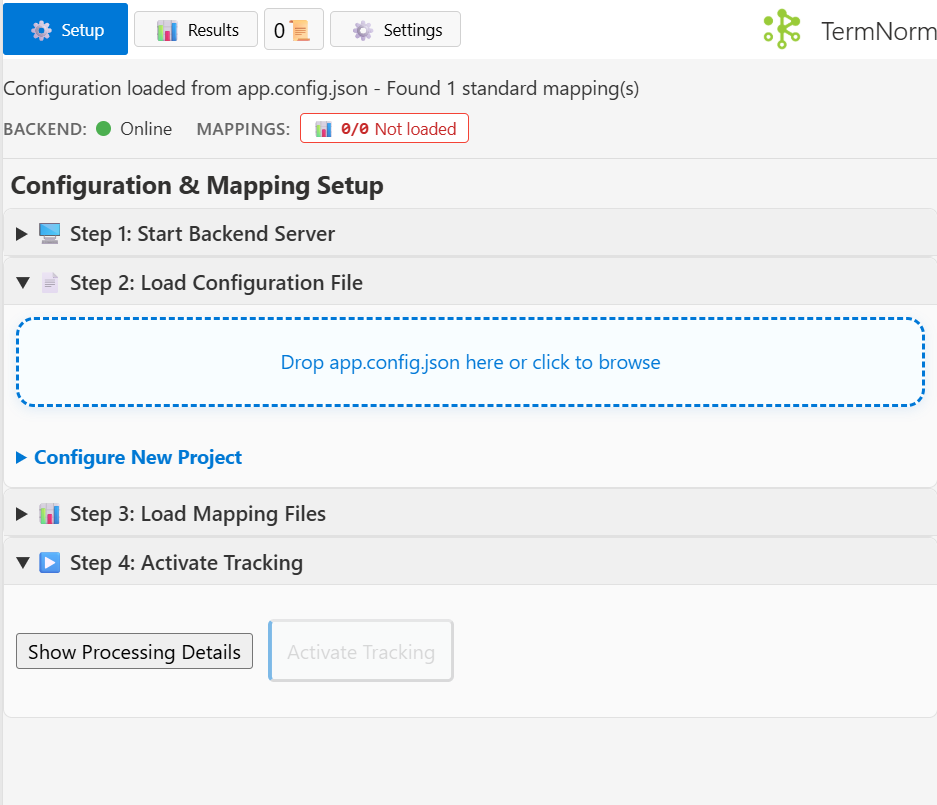 Setup Results 0 Settings TermNorm
Configuration loaded from app.config.json - Found 1 standard mapping(s)
BACKEND: Online MAPPINGS: 0/0 Not loaded
Configuration & Mapping Setup
Step 1: Start Backend Server
Step 2: Load Configuration File
Drop app.config.json here or click to browse
Configure New Project
Step 3: Load Mapping Files
Step 4: Activate Tracking
Show Processing Details Activate Tracking